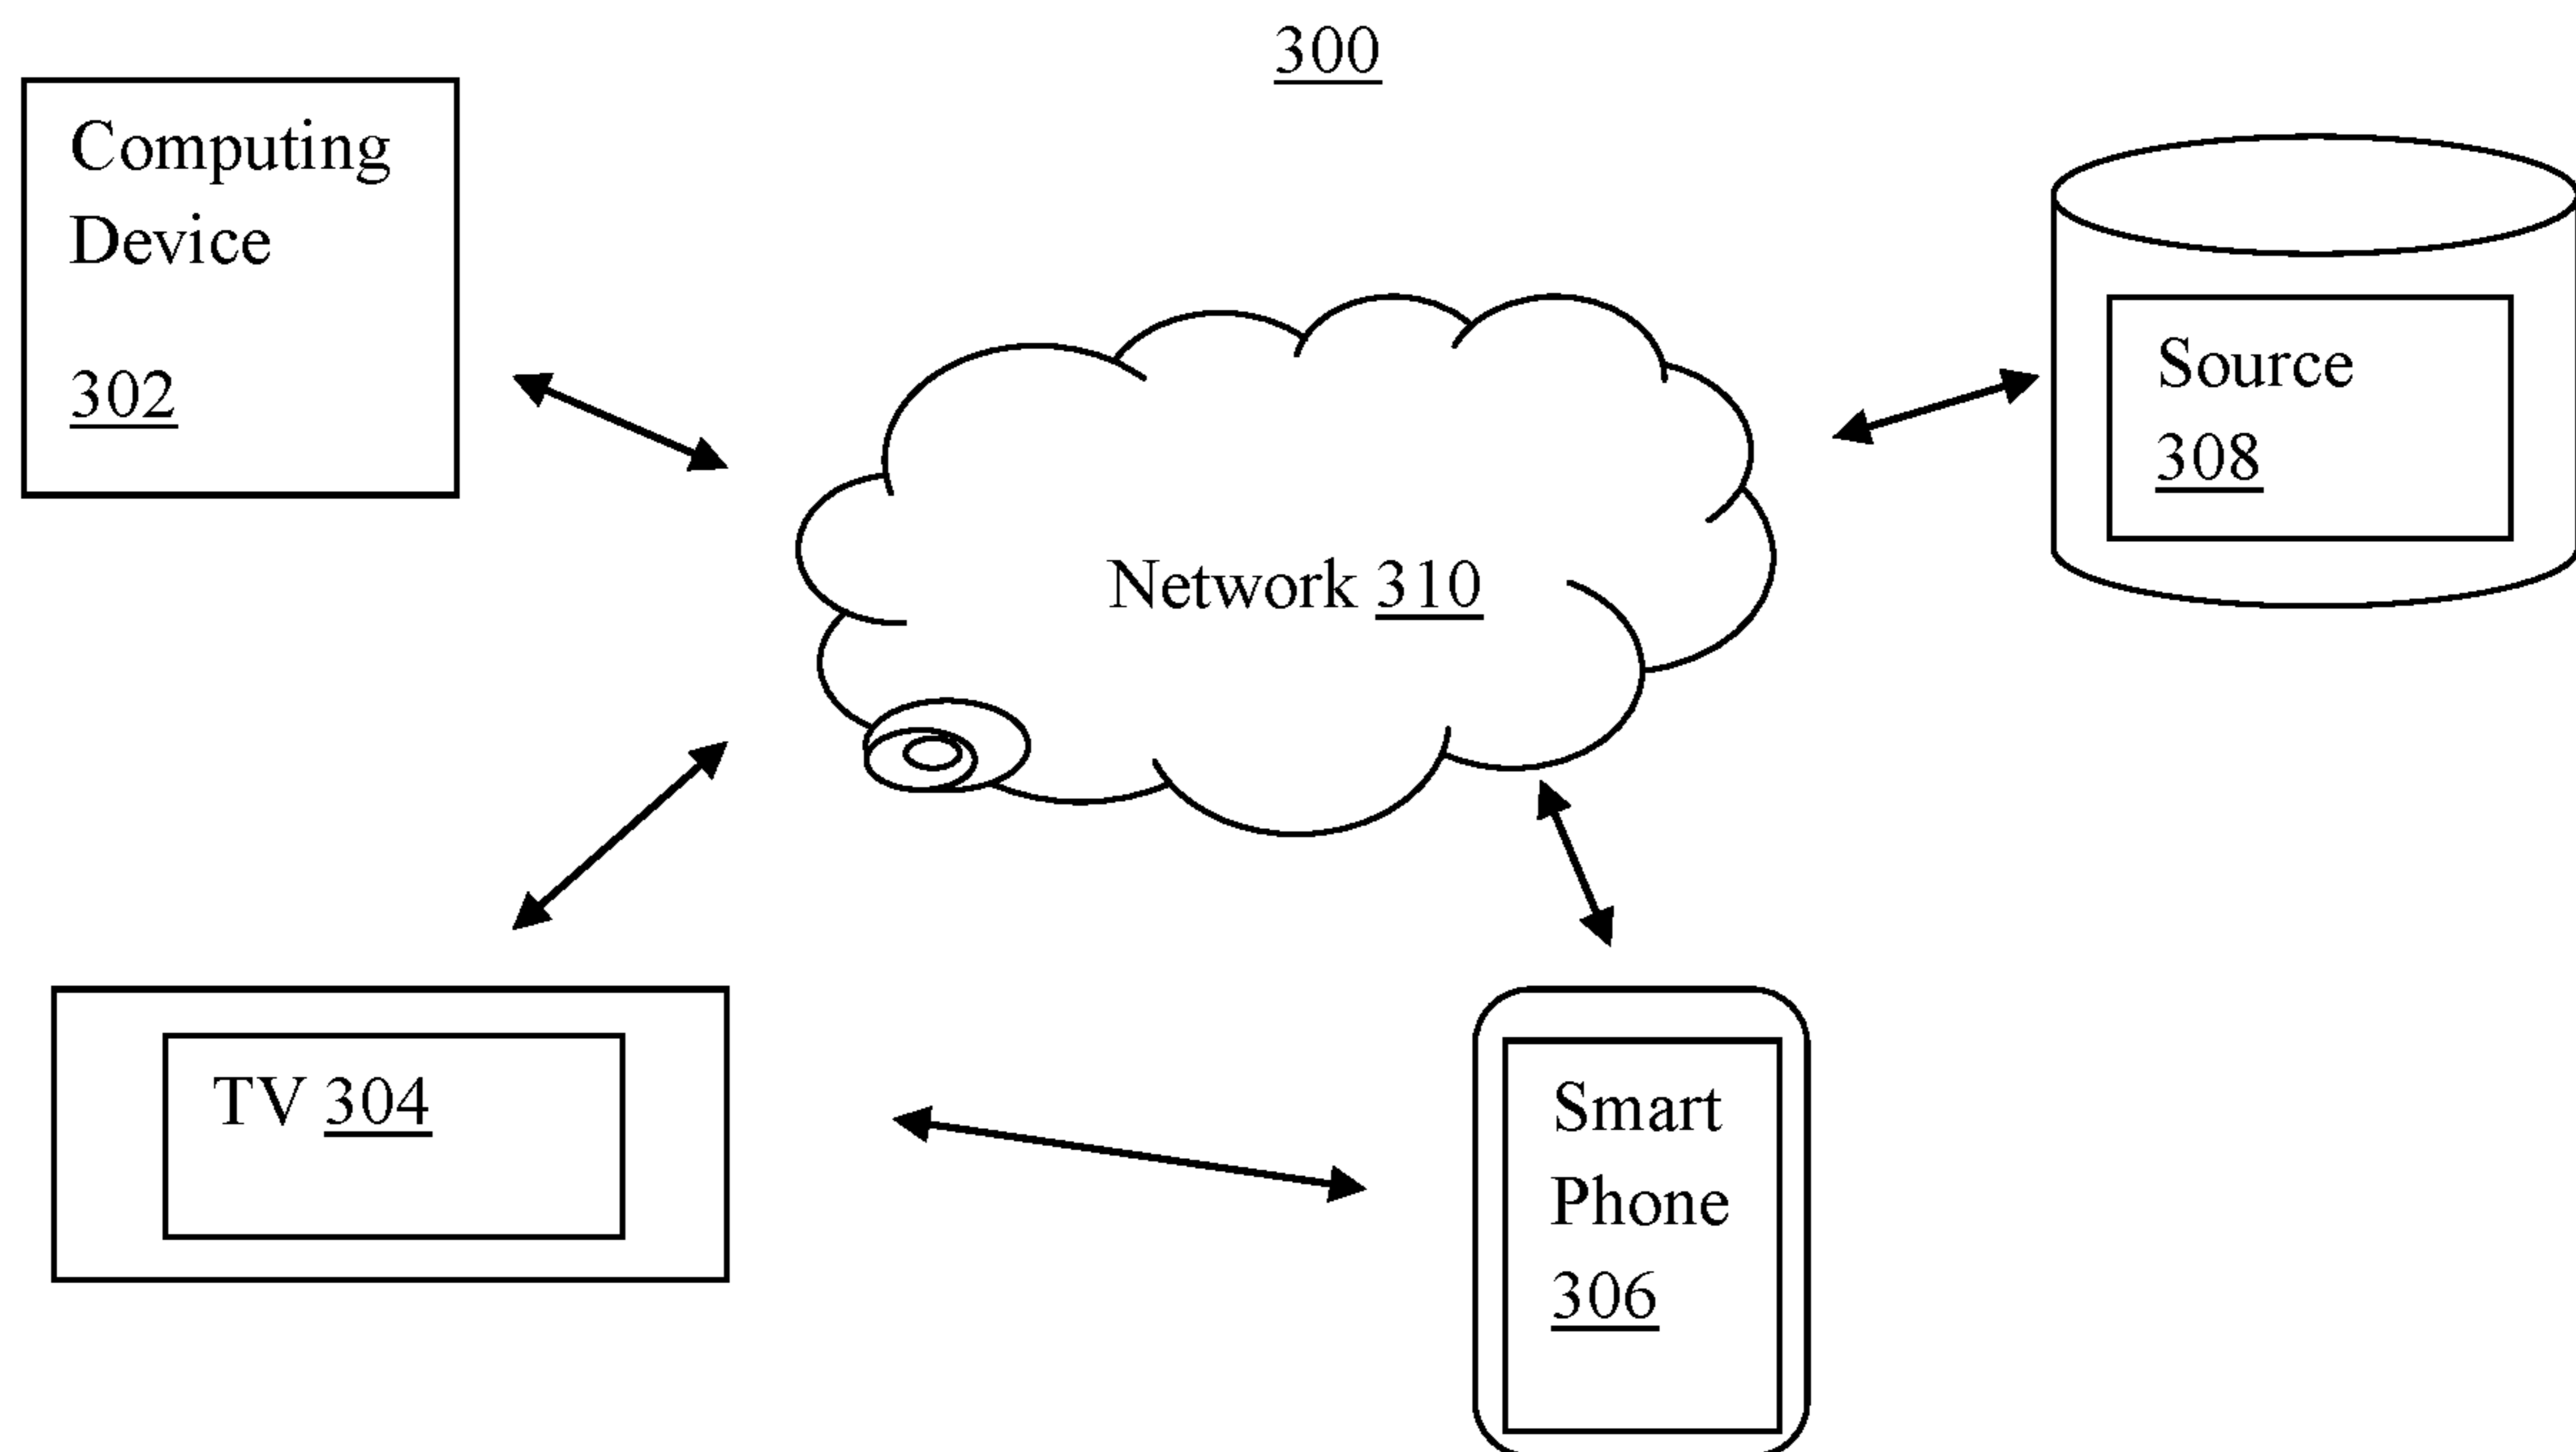 300
Computing
Device
302
Source
308
Network 310
TV 304
Smart
Phone
306